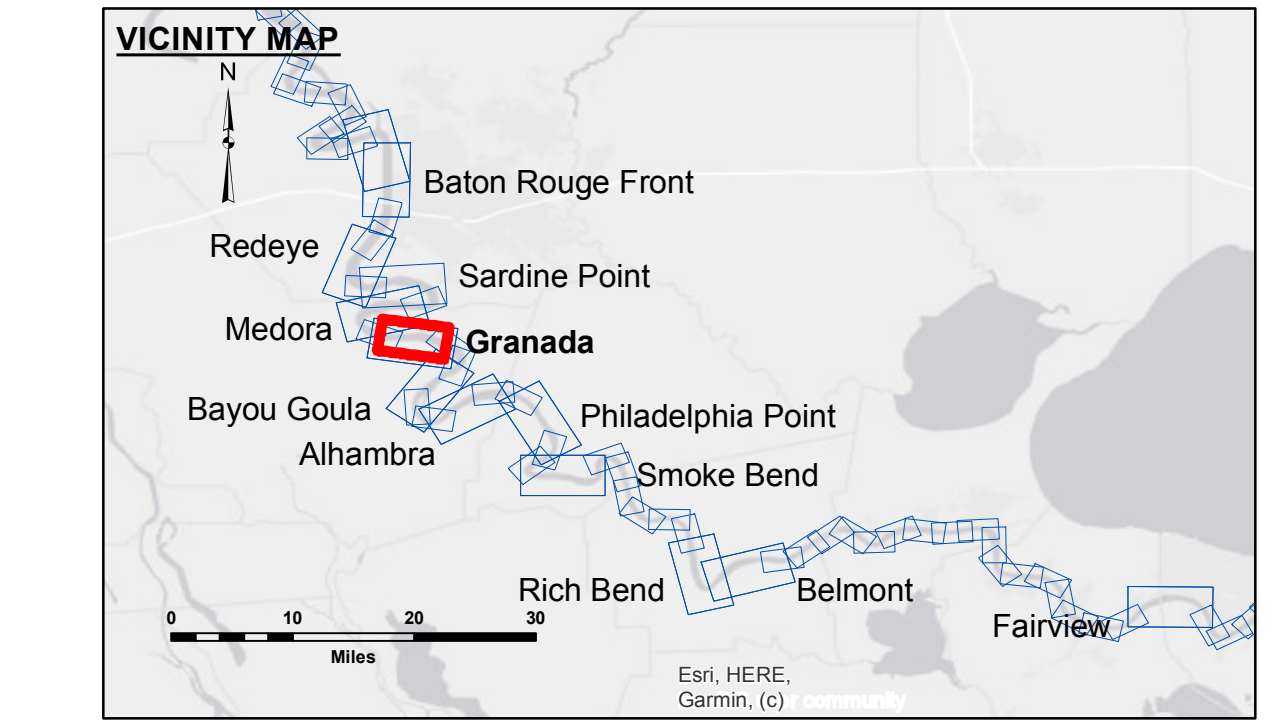 VICINITY MAP
N
Baton Rouge Front
Redeye
Sardine Point
Medora
Granada
Bayou Goula
Philadelphia Point
Alhambra
Smoke Bend
Rich Bend
Belmont
Fairview
0 10 20 30
Miles
Esri, HERE,
Garmin, (c) community